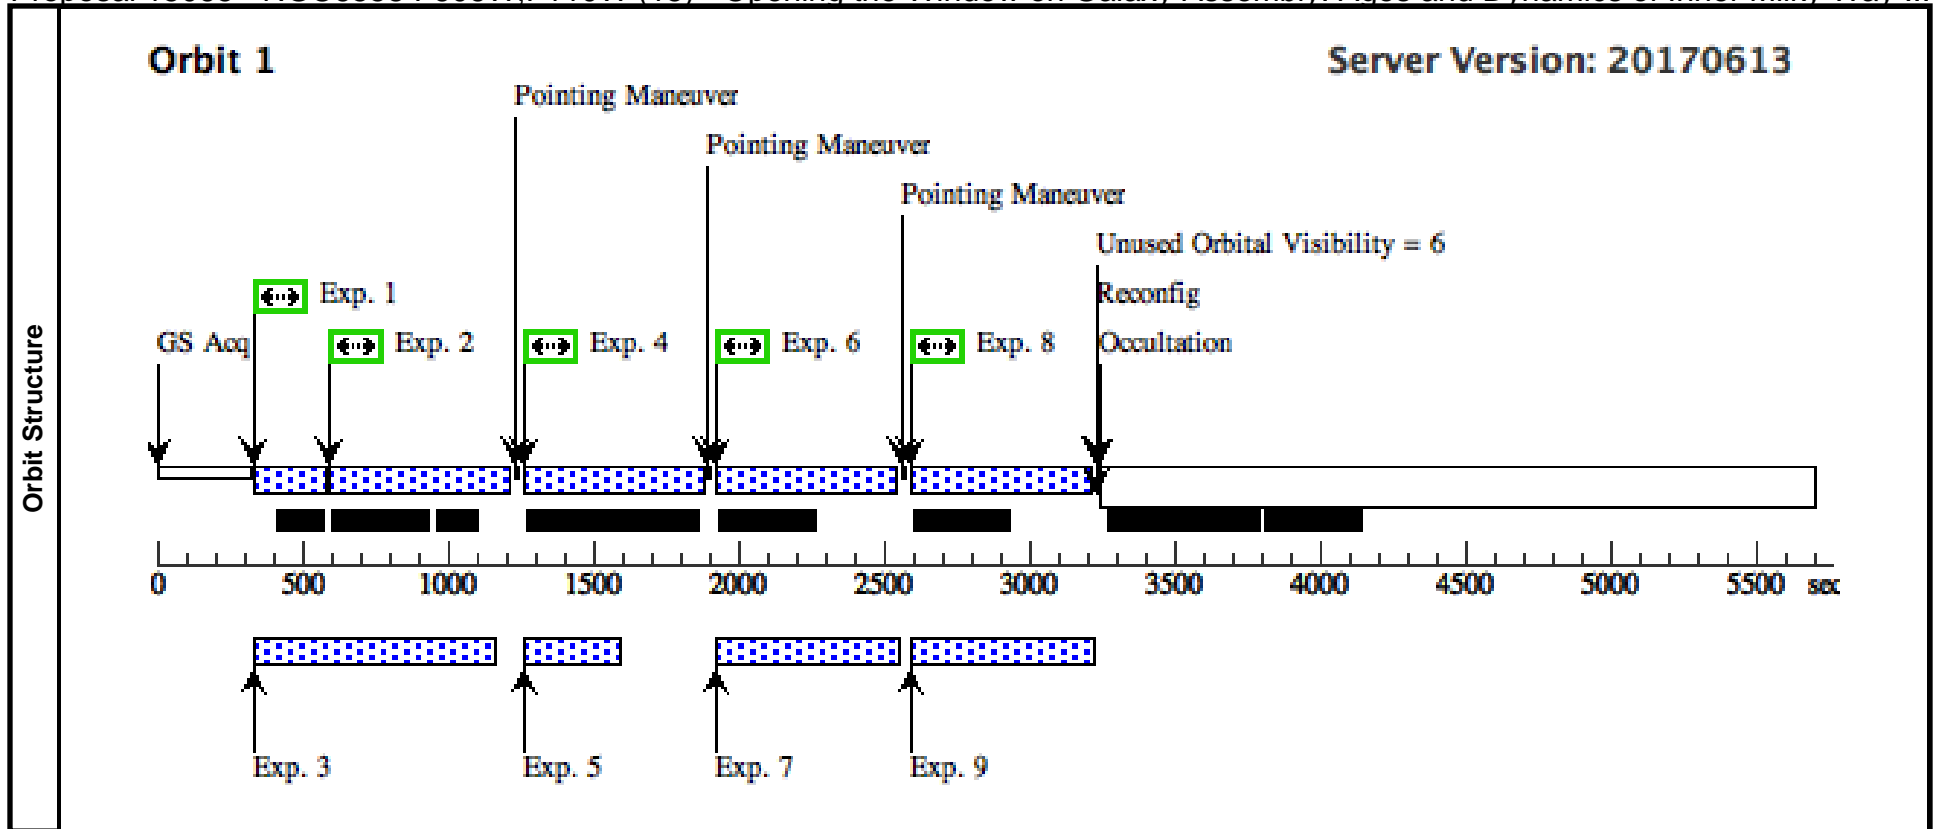 Orbit 1
Server Version: 20170613
Pointing Maneuver
Pointing Maneuver
Pointing Maneuver
Unused Orbital Visibility = 6
Exp. 1
Reconfig
GS Acq
Exp. 2
Exp. 4
Exp. 6
Exp. 8
Occultation
Orbit Structure
0 500 1000 1500 2000 2500 3000 3500 4000 4500 5000 5500 sec
Exp. 3
Exp. 5
Exp. 7
Exp. 9